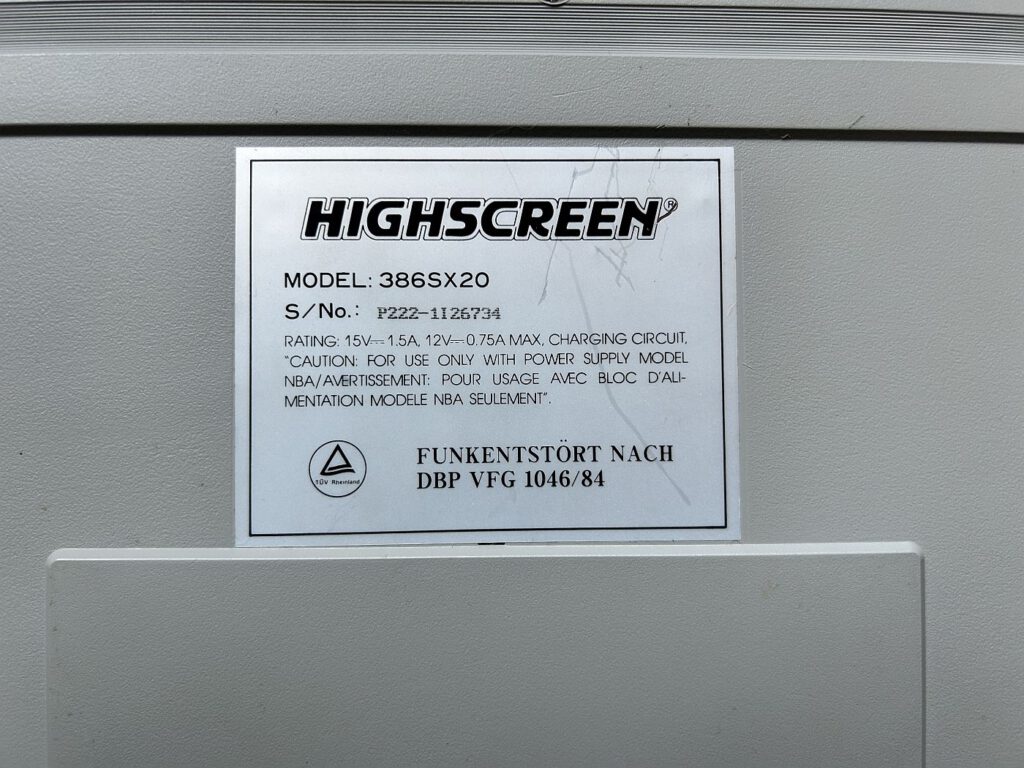 HIGHSCREEN®
MODEL: 386SX20
S/No.: P222-1I26734
RATING: 15V⎓1.5A, 12V⎓0.75A MAX, CHARGING CIRCUIT,
"CAUTION: FOR USE ONLY WITH POWER SUPPLY MODEL
NBA/AVERTISSEMENT: POUR USAGE AVEC BLOC D'ALI-
MENTATION MODELE NBA SEULEMENT".
TÜV Rheinland
FUNKENTSTÖRT NACH
DBP VFG 1046/84